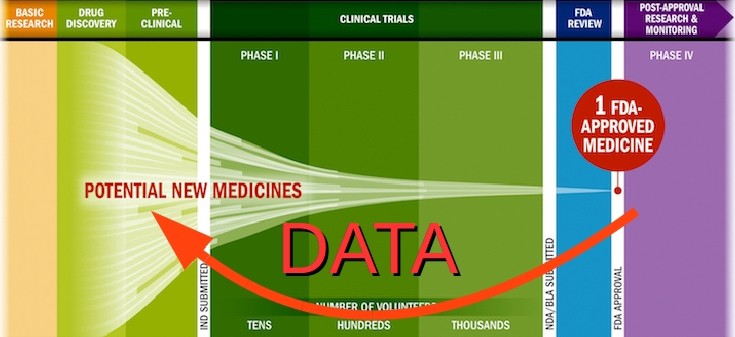 BASIC
RESEARCH
DRUG
DISCOVERY
PRE-
CLINICAL
CLINICAL TRIALS
FDA
REVIEW
POST-APPROVAL
RESEARCH &
MONITORING
PHASE I
PHASE II
PHASE III
PHASE IV
1 FDA-
APPROVED
MEDICINE
POTENTIAL NEW MEDICINES
DATA
IND SUBMITTED
NDA/BLA SUBMITTED
FDA APPROVAL
NUMBER OF VOLUNTEERS
TENS
HUNDREDS
THOUSANDS